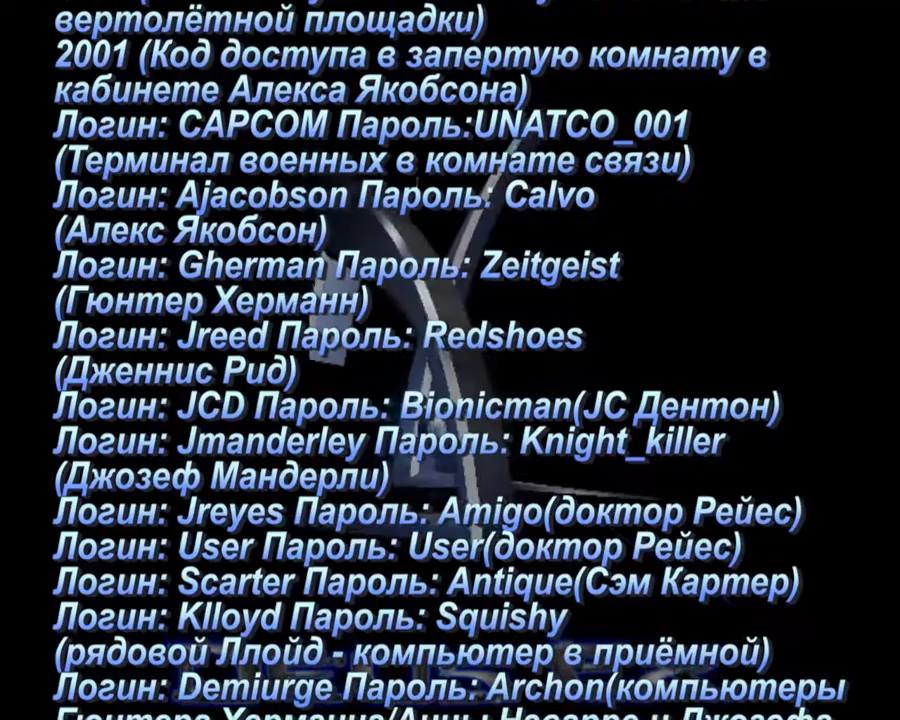 вертолётной площадки)
2001 (Код доступа в запертую комнату в
кабинете Алекса Якобсона)
Логин: CAPCOM Пароль:UNATCO_001
(Терминал военных в комнате связи)
Логин: Ajacobson Пароль: Calvo
(Алекс Якобсон)
Логин: Gherman Пароль: Zeitgeist
(Гюнтер Херманн)
Логин: Jreed Пароль: Redshoes
(Дженнис Рид)
Логин: JCD Пароль: Bionicman(JC Дентон)
Логин: Jmanderley Пароль: Knight_killer
(Джозеф Мандерли)
Логин: Jreyes Пароль: Amigo(доктор Рейес)
Логин: User Пароль: User(доктор Рейес)
Логин: Scarter Пароль: Antique(Сэм Картер)
Логин: Klloyd Пароль: Squishy
(рядовой Ллойд - компьютер в приёмной)
Логин: Demiurge Пароль: Archon(компьютеры